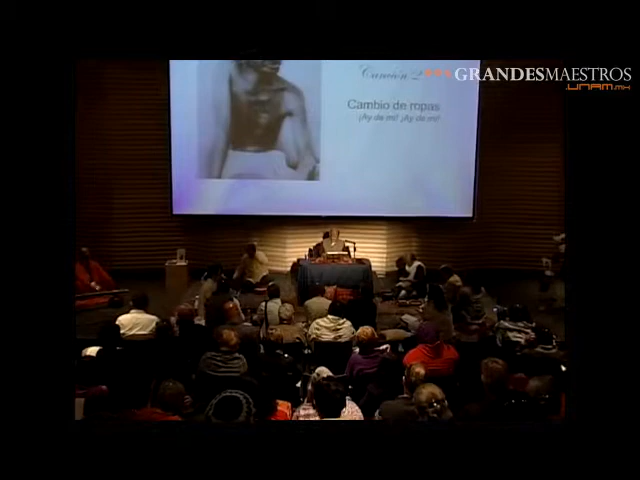 GRANDESMAESTROS
.UNAM.MX
Canción 2
Cambio de ropas
¡Ay de mí! ¡Ay de mí!